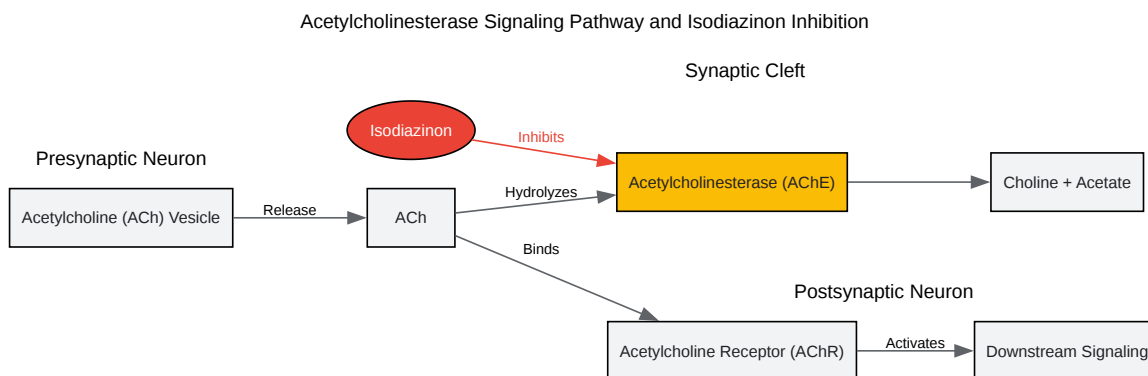 Acetylcholinesterase Signaling Pathway and Isodiazinon Inhibition
Synaptic Cleft
Isodiazinon
Inhibits
Presynaptic Neuron
Acetylcholinesterase (AChE)
Choline + Acetate
Hydrolyzes
Acetylcholine (ACh) Vesicle
Release
ACh
Binds
Postsynaptic Neuron
Acetylcholine Receptor (AChR)
Activates
Downstream Signaling